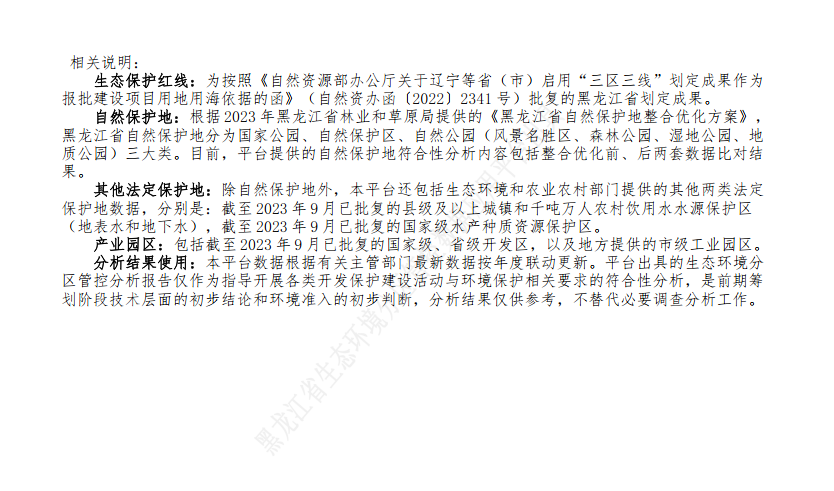 相关说明：
生态保护红线：为按照《自然资源部办公厅关于辽宁等省（市）启用“三区三线”划定成果作为
报批建设项目用地用海依据的函》（自然资办函〔2022〕2341 号）批复的黑龙江省划定成果。
自然保护地：根据 2023 年黑龙江省林业和草原局提供的《黑龙江省自然保护地整合优化方案》，
黑龙江省自然保护地分为国家公园、自然保护区、自然公园（风景名胜区、森林公园、湿地公园、地
质公园）三大类。目前，平台提供的自然保护地符合性分析内容包括整合优化前、后两套数据比对结
果。
其他法定保护地：除自然保护地外，本平台还包括生态环境和农业农村部门提供的其他两类法定
保护地数据，分别是：截至 2023 年 9 月已批复的县级及以上城镇和千吨万人农村饮用水水源保护区
（地表水和地下水），截至 2023 年 9 月已批复的国家级水产种质资源保护区。
产业园区：包括截至 2023 年 9 月已批复的国家级、省级开发区，以及地方提供的市级工业园区。
分析结果使用：本平台数据根据有关主管部门最新数据按年度联动更新。平台出具的生态环境分
区管控分析报告仅作为指导开展各类开发保护建设活动与环境保护相关要求的符合性分析，是前期筹
划阶段技术层面的初步结论和环境准入的初步判断，分析结果仅供参考，不替代必要调查分析工作。
黑龙江省生态环境分